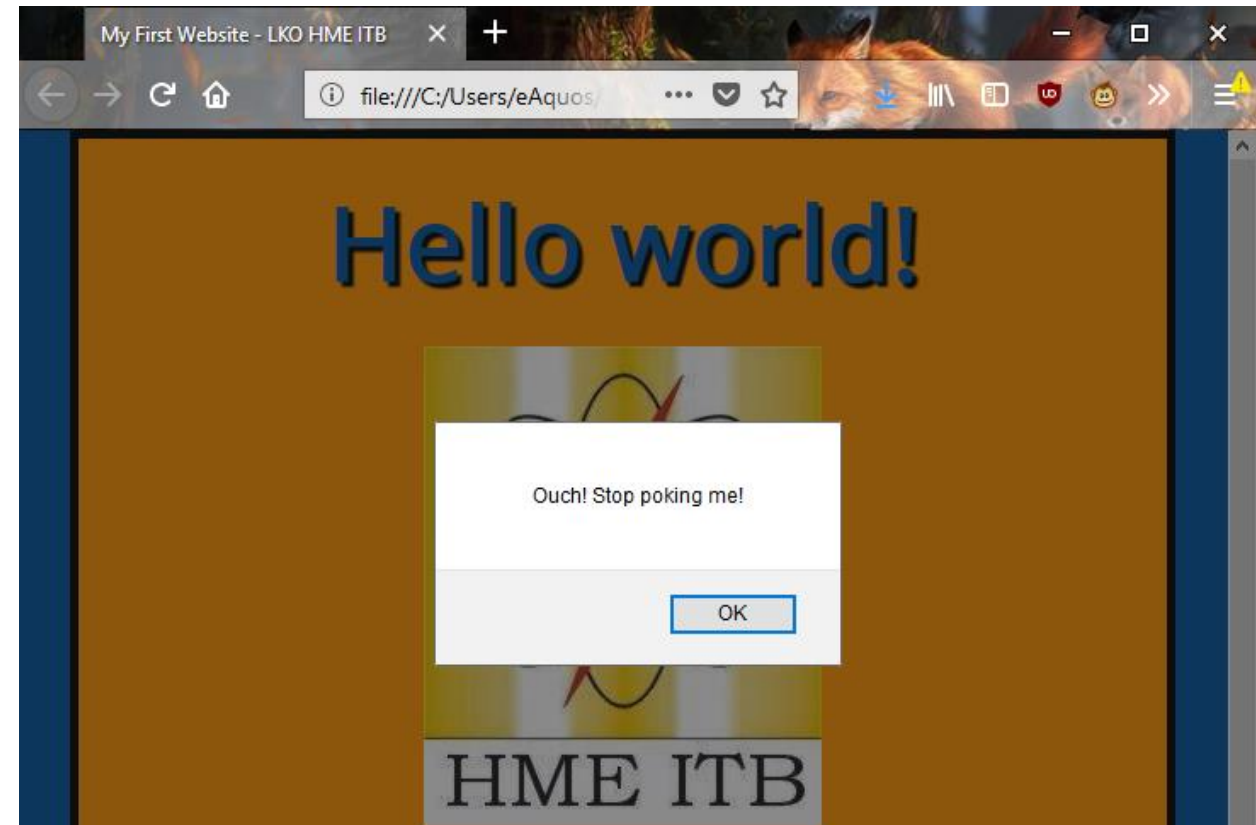 My First Website - LKO HME ITB
file:///C:/Users/eAquos/
Hello world!
Ouch! Stop poking me!
OK
HME ITB